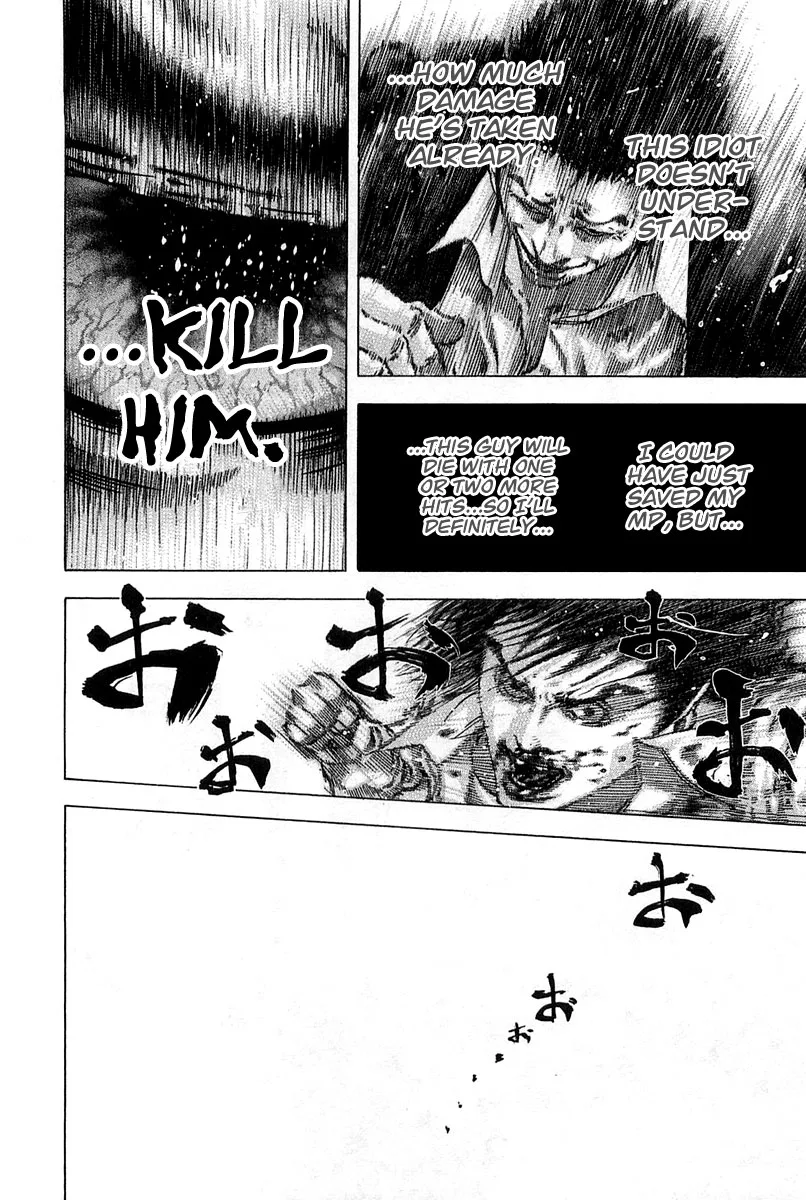 THIS IDIOT
DOESN'T
UNDER-
STAND...
...HOW MUCH
DAMAGE
HE'S TAKEN
ALREADY.
I COULD
HAVE JUST
SAVED MY
MP, BUT...
...THIS GUY WILL
DIE WITH ONE
OR TWO MORE
HITS...SO I'LL
DEFINITELY...
...KILL
HIM.
お
お
お
お
お
お
お
お